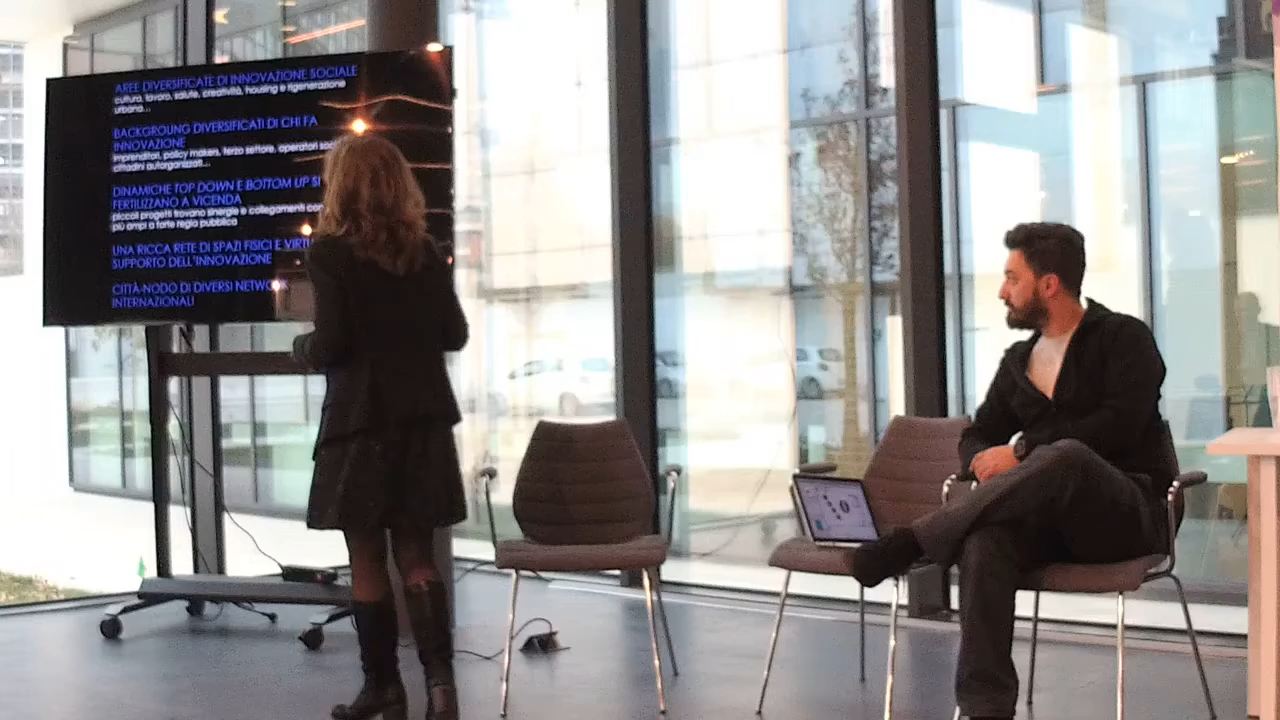 AREE DIVERSIFICATE DI INNOVAZIONE SOCIALE
cultura, lavoro, salute, creatività, housing e rigenerazione
urbana...
BACKGROUNG DIVERSIFICATI DI CHI FA
INNOVAZIONE
imprenditori, policy makers, terzo settore, operatori
cittadini autorganizzati...
DINAMICHE TOP DOWN E BOTTOM UP SI
FERTILIZZANO A VICENDA
piccoli progetti trovano sinergie e collegamenti con
più ampi a forte regia pubblica
UNA RICCA RETE DI SPAZI FISICI E
SUPPORTO DELL'INNOVAZIONE
CITTÀ-NODO DI DIVERSI NETWORK
INTERNAZIONALI